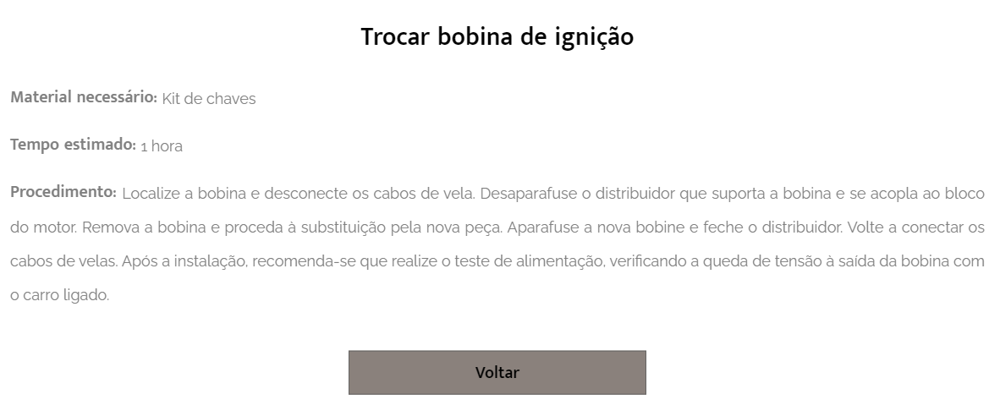 Trocar bobina de ignição
Material necessário: Kit de chaves
Tempo estimado: 1 hora
Procedimento: Localize a bobina e desconecte os cabos de vela. Desaparafuse o distribuidor que suporta a bobina e se acopla ao bloco
do motor. Remova a bobina e proceda à substituição pela nova peça. Aparafuse a nova bobine e feche o distribuidor. Volte a conectar os
cabos de velas. Após a instalação, recomenda-se que realize o teste de alimentação, verificando a queda de tensão à saída da bobina com
o carro ligado.
Voltar